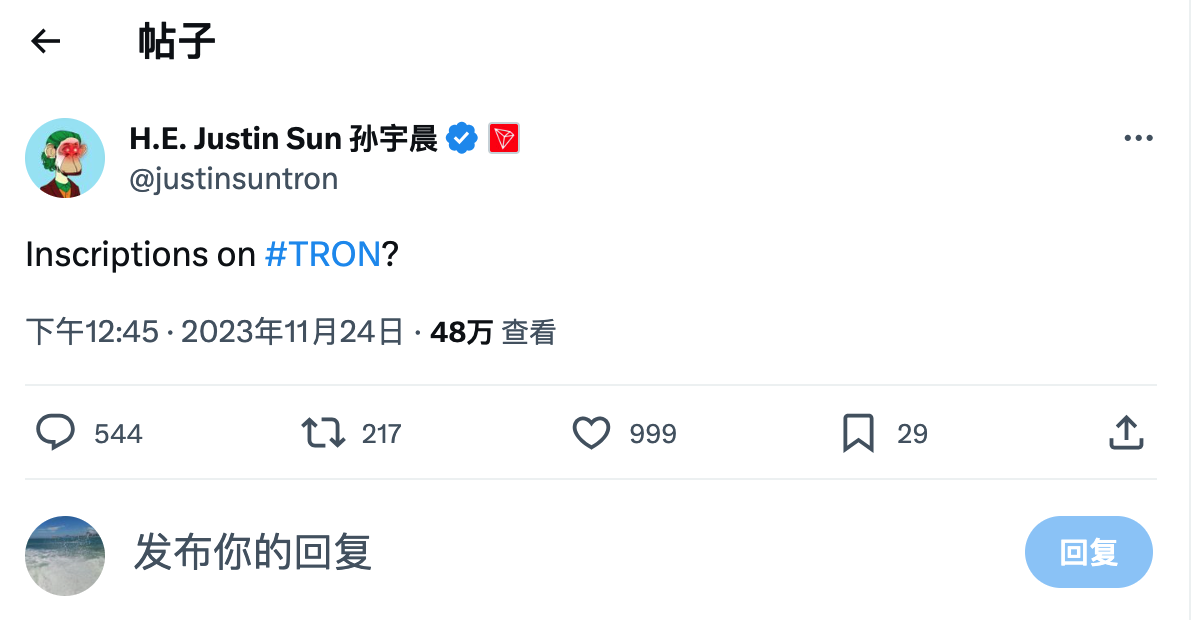 帖子
H.E. Justin Sun 孙宇晨
@justinsuntron
Inscriptions on #TRON?
下午12:45 · 2023年11月24日 · 48万 查看
544 217 999 29
发布你的回复 回复